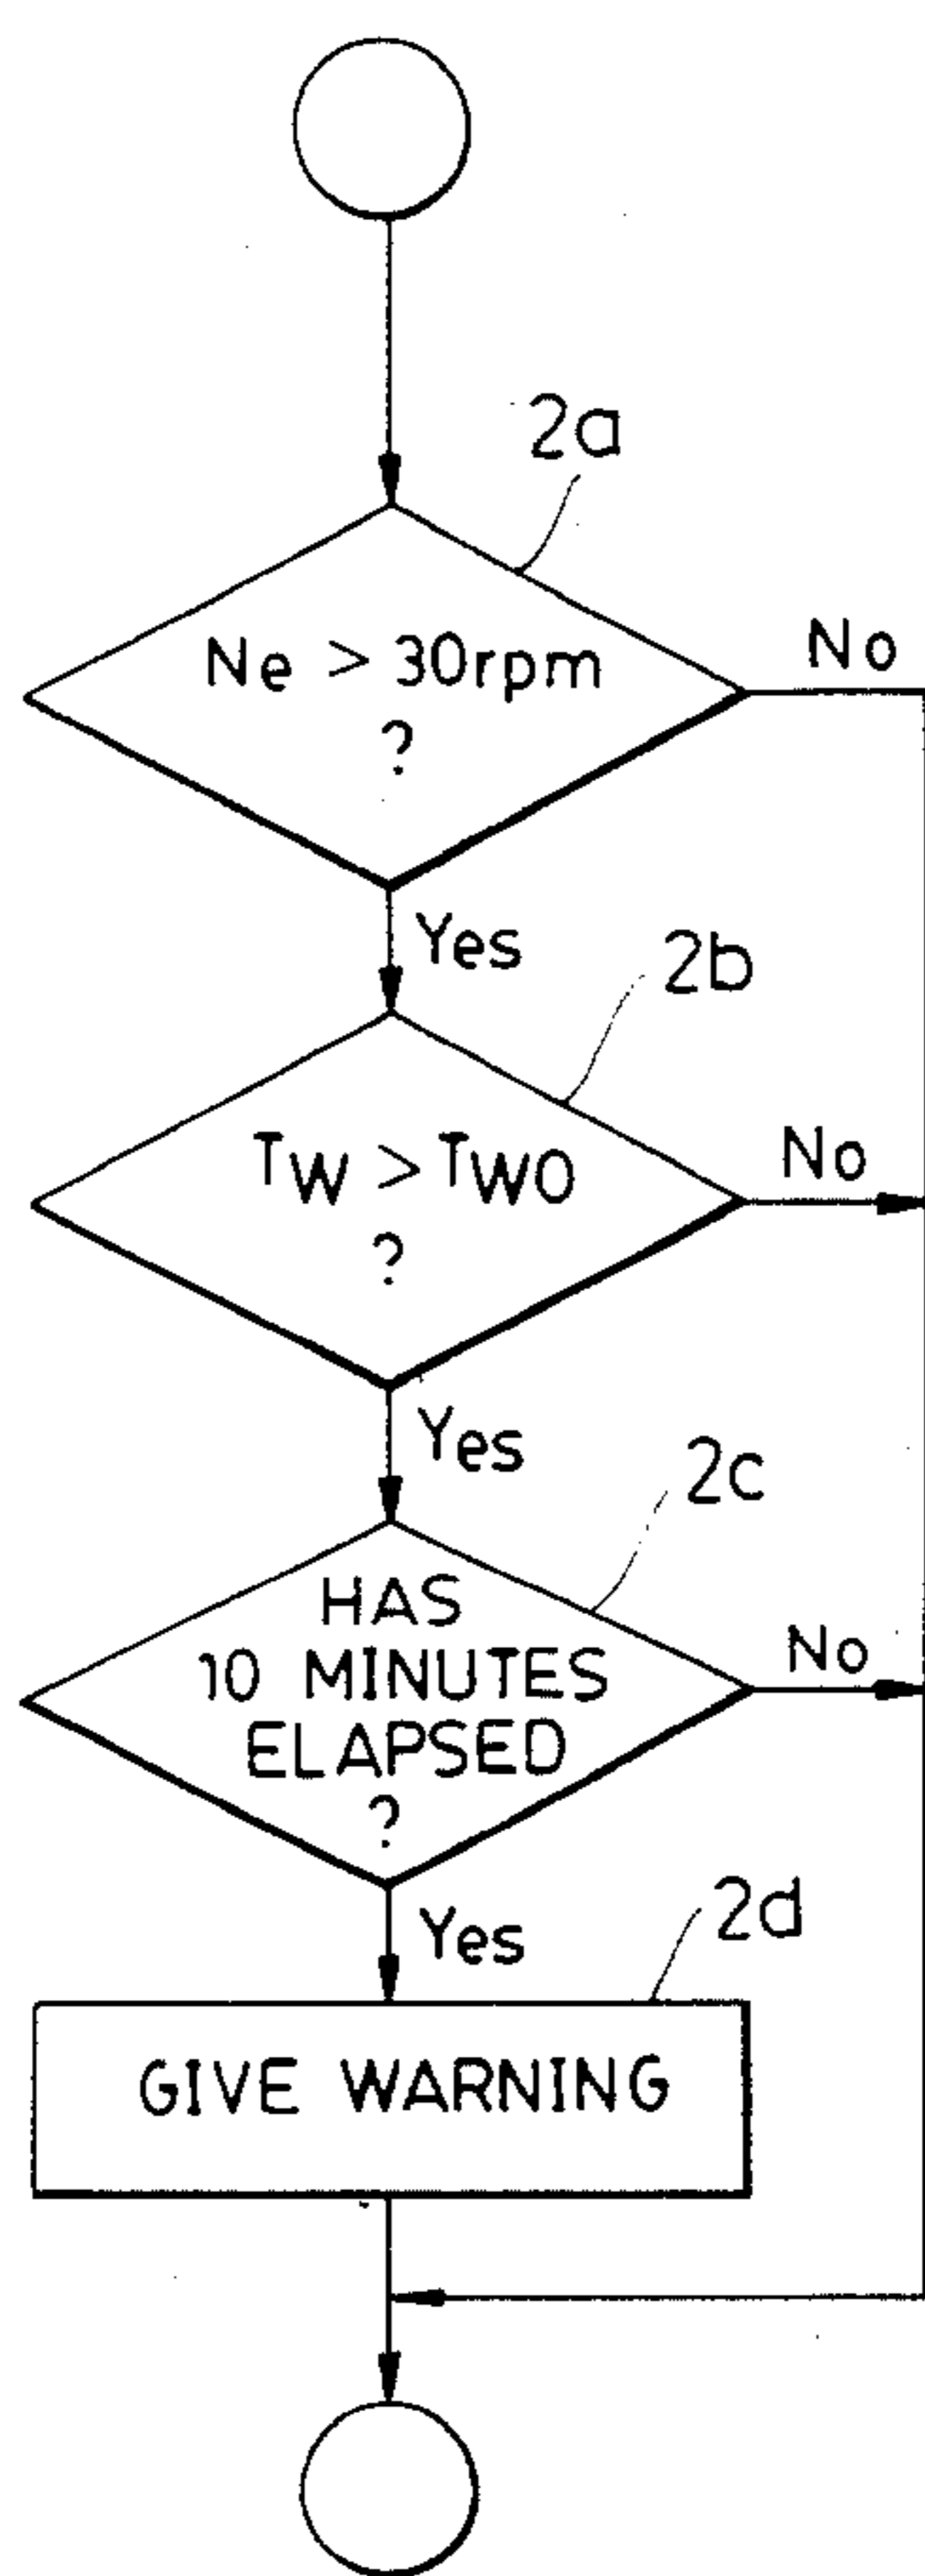 2a
Ne > 30rpm
?
No
Yes
2b
TW > TWO
?
No
Yes
2c
HAS
10 MINUTES
ELAPSED
?
No
Yes
2d
GIVE WARNING